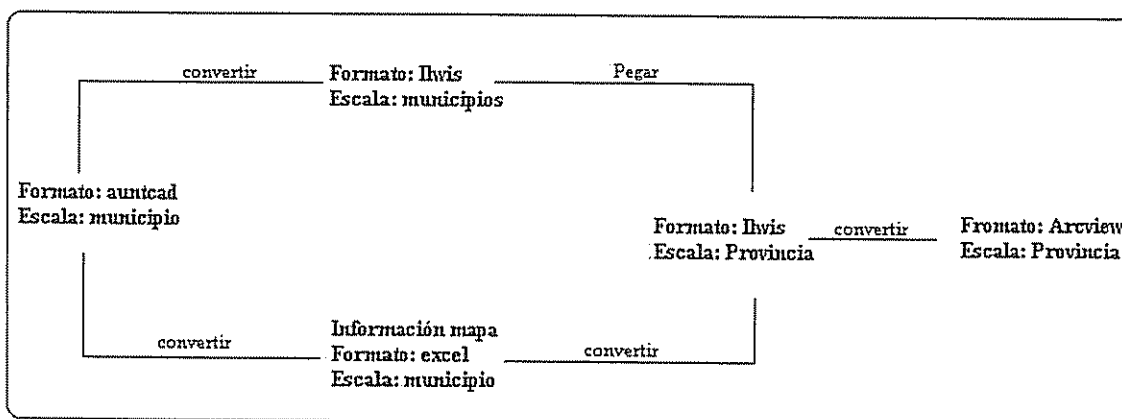 convertir
Formato: Ilwis
Escala: municipios
Pegar
Formato: auntcad
Escala: municipio
Formato: Ilwis
Escala: Provincia
convertir
Fromato: Arcview
Escala: Provincia
convertir
Información mapa
Formato: excel
Escala: municipio
convertir